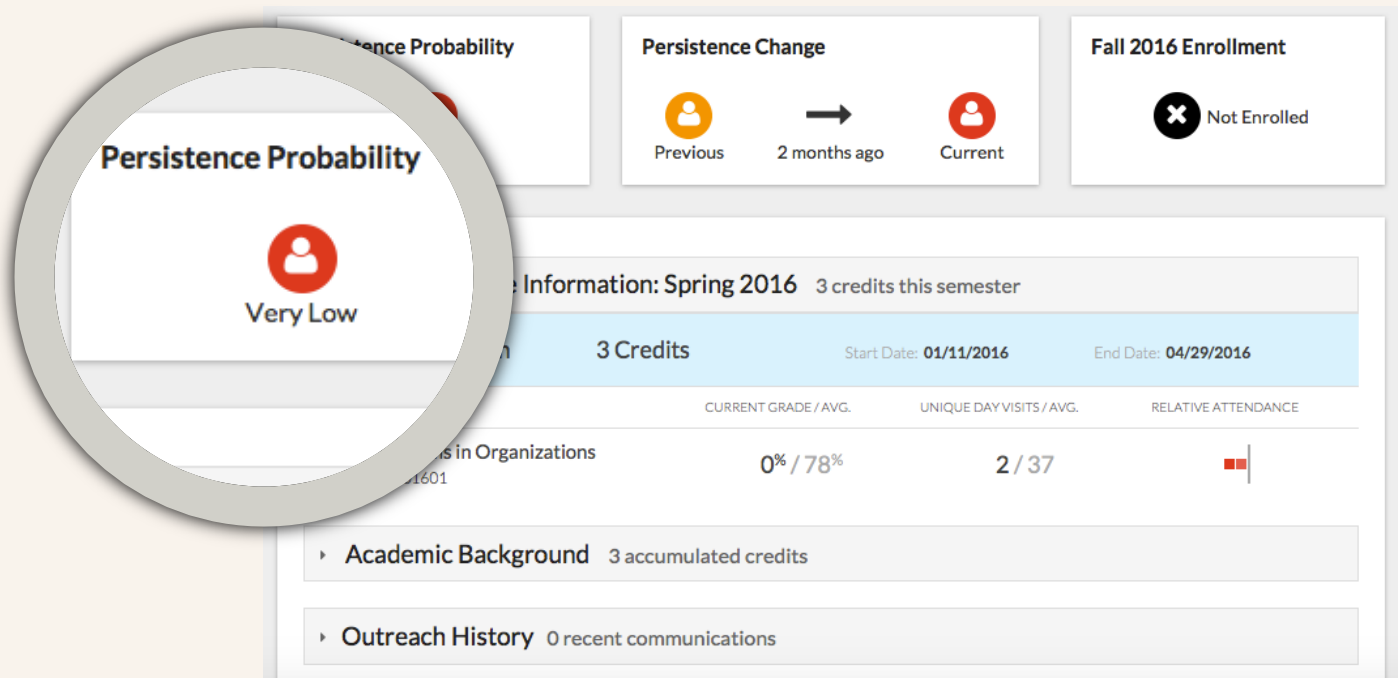 Persistence Probability
Very Low
Probability
Persistence Change
Previous
2 months ago
Current
Fall 2016 Enrollment
Not Enrolled
Information: Spring 2016 3 credits this semester
3 Credits Start Date: 01/11/2016 End Date: 04/29/2016
CURRENT GRADE / AVG. UNIQUE DAY VISITS / AVG. RELATIVE ATTENDANCE
in Organizations
0% / 78% 2 / 37
1601
Academic Background 3 accumulated credits
Outreach History 0 recent communications